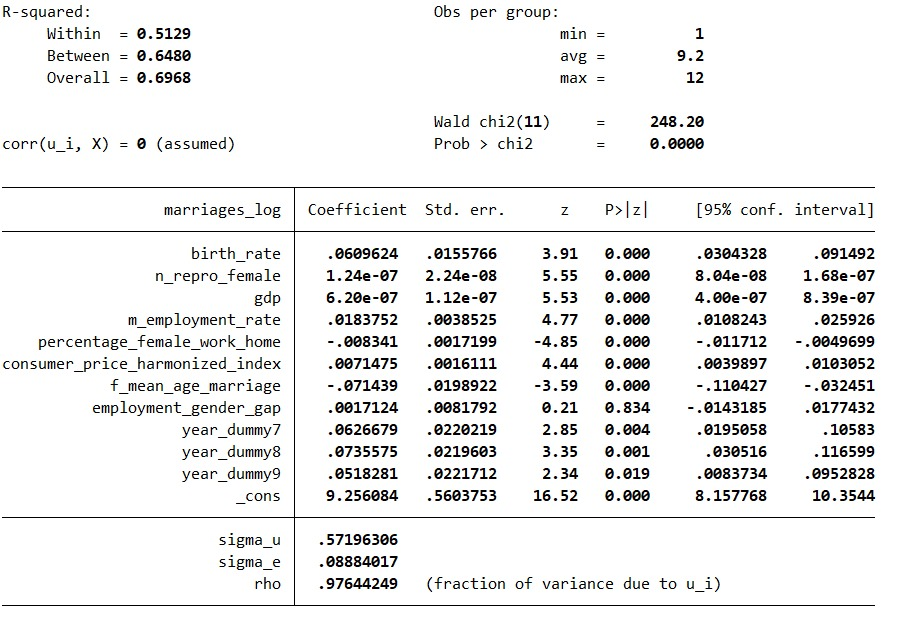 R-squared: Obs per group:
Within = 0.5129 min = 1
Between = 0.6480 avg = 9.2
Overall = 0.6968 max = 12
Wald chi2(11) = 248.20
corr(u_i, X) = 0 (assumed) Prob > chi2 = 0.0000
marriages_log Coefficient Std. err. z P>|z| [95% conf. interval]
birth_rate .0609624 .0155766 3.91 0.000 .0304328 .091492
n_repro_female 1.24e-07 2.24e-08 5.55 0.000 8.04e-08 1.68e-07
gdp 6.20e-07 1.12e-07 5.53 0.000 4.00e-07 8.39e-07
m_employment_rate .0183752 .0038525 4.77 0.000 .0108243 .025926
percentage_female_work_home -.008341 .0017199 -4.85 0.000 -.011712 -.0049699
consumer_price_harmonized_index .0071475 .0016111 4.44 0.000 .0039897 .0103052
f_mean_age_marriage -.071439 .0198922 -3.59 0.000 -.110427 -.032451
employment_gender_gap .0017124 .0081792 0.21 0.834 -.0143185 .0177432
year_dummy7 .0626679 .0220219 2.85 0.004 .0195058 .10583
year_dummy8 .0735575 .0219603 3.35 0.001 .030516 .116599
year_dummy9 .0518281 .0221712 2.34 0.019 .0083734 .0952828
_cons 9.256084 .5603753 16.52 0.000 8.157768 10.3544
sigma_u .57196306
sigma_e .08884017
rho .97644249 (fraction of variance due to u_i)